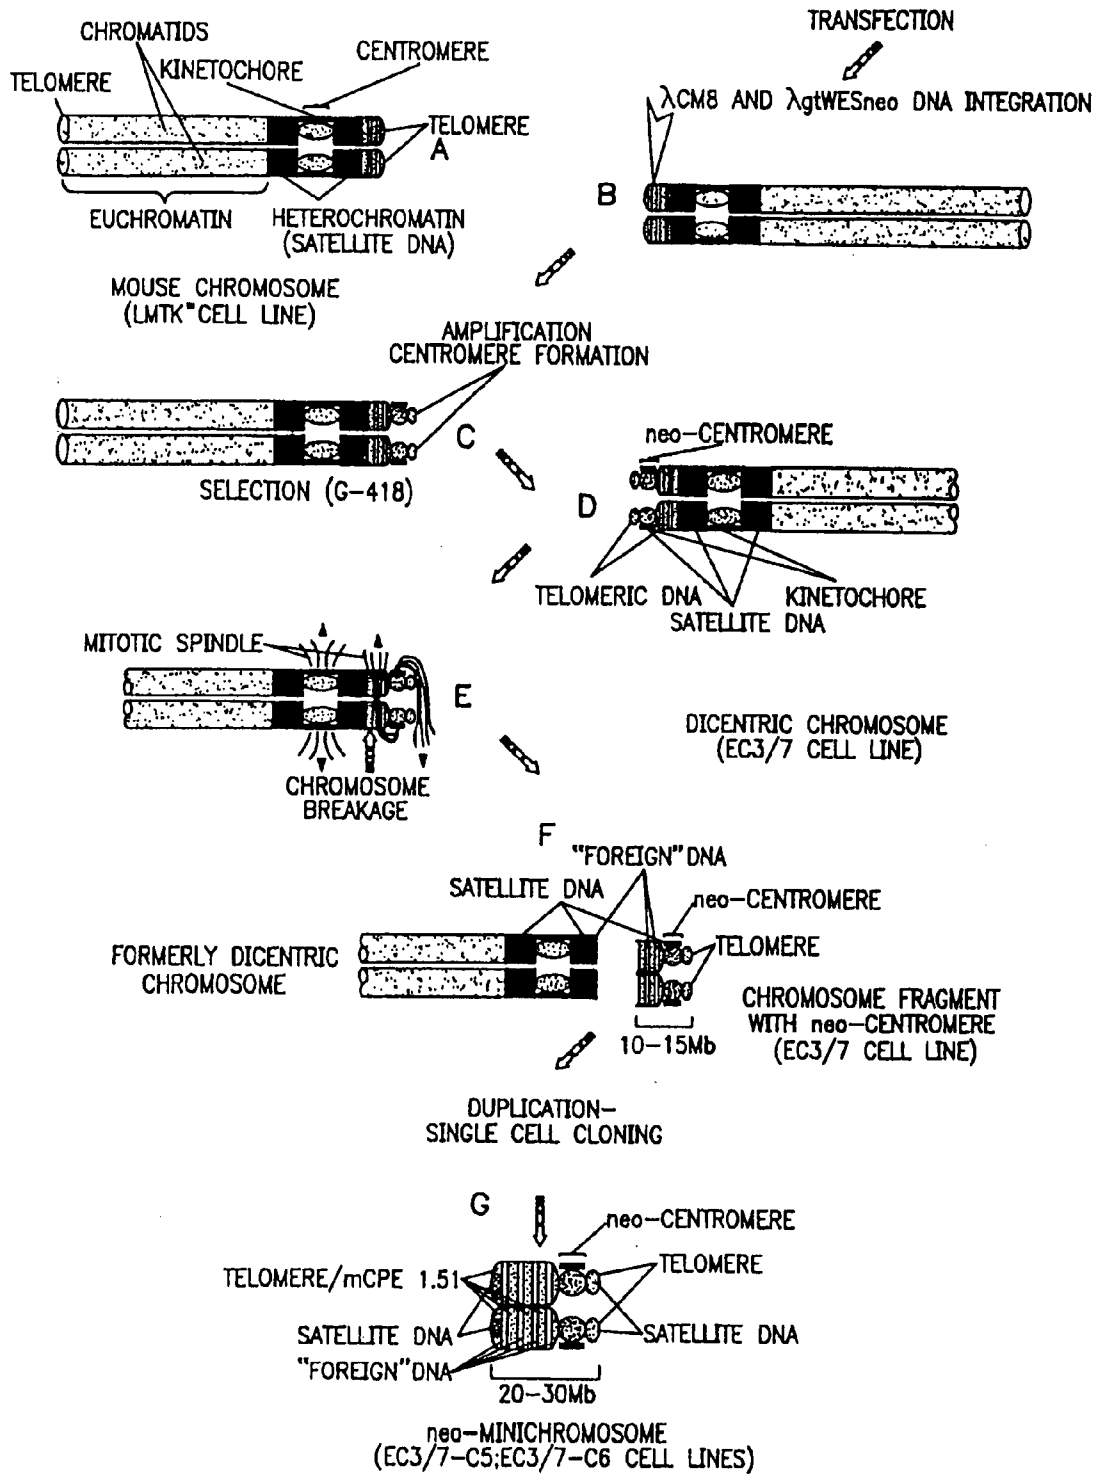 CHROMATIDS
KINETOCHORE
CENTROMERE
TELOMERE
TELOMERE
A
EUCHROMATIN
HETEROCHROMATIN
(SATELLITE DNA)
MOUSE CHROMOSOME
(LMTK⁻ CELL LINE)
TRANSFECTION
λCM8 AND λgtWESneo DNA INTEGRATION
B
AMPLIFICATION
CENTROMERE FORMATION
C
SELECTION (G-418)
neo-CENTROMERE
D
TELOMERIC DNA
KINETOCHORE
SATELLITE DNA
MITOTIC SPINDLE
E
CHROMOSOME
BREAKAGE
DICENTRIC CHROMOSOME
(EC3/7 CELL LINE)
F
"FOREIGN" DNA
SATELLITE DNA
neo-CENTROMERE
TELOMERE
FORMERLY DICENTRIC
CHROMOSOME
CHROMOSOME FRAGMENT
WITH neo-CENTROMERE
(EC3/7 CELL LINE)
10-15Mb
DUPLICATION-
SINGLE CELL CLONING
G
neo-CENTROMERE
TELOMERE/mCPE 1.51
TELOMERE
SATELLITE DNA
SATELLITE DNA
"FOREIGN" DNA
20-30Mb
neo-MINICHROMOSOME
(EC3/7-C5;EC3/7-C6 CELL LINES)